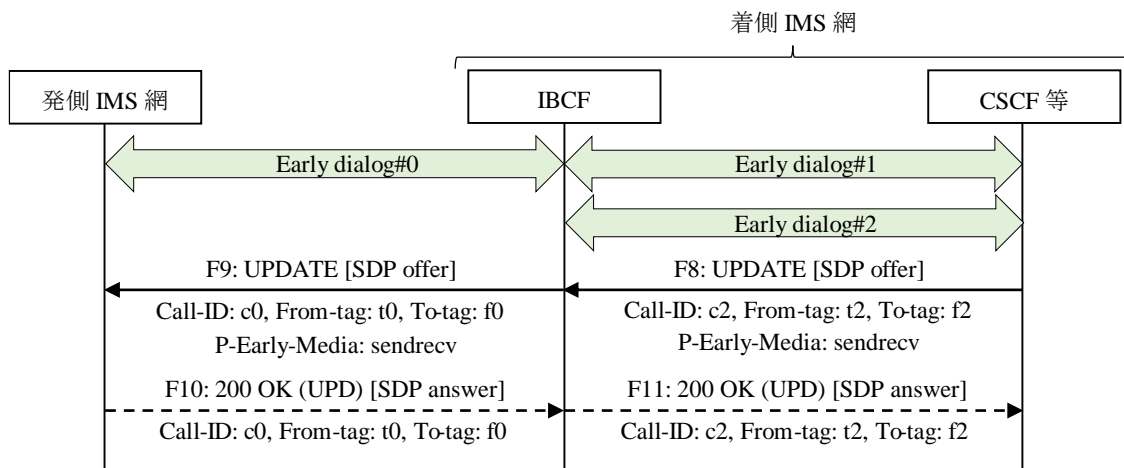 着側 IMS 網
発側 IMS 網
IBCF
CSCF 等
Early dialog#0
Early dialog#1
Early dialog#2
F9: UPDATE [SDP offer]
F8: UPDATE [SDP offer]
Call-ID: c0, From-tag: t0, To-tag: f0
Call-ID: c2, From-tag: t2, To-tag: f2
P-Early-Media: sendrecv
P-Early-Media: sendrecv
F10: 200 OK (UPD) [SDP answer]
F11: 200 OK (UPD) [SDP answer]
Call-ID: c0, From-tag: t0, To-tag: f0
Call-ID: c2, From-tag: t2, To-tag: f2